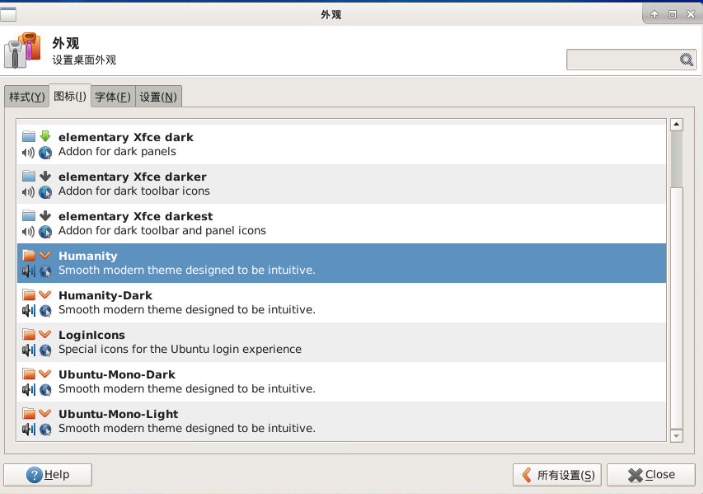 外观
外观
设置桌面外观
样式(Y) 图标(I) 字体(F) 设置(N)
elementary Xfce dark
Addon for dark panels
elementary Xfce darker
Addon for dark toolbar icons
elementary Xfce darkest
Addon for dark toolbar and panel icons
Humanity
Smooth modern theme designed to be intuitive.
Humanity-Dark
Smooth modern theme designed to be intuitive.
LoginIcons
Special icons for the Ubuntu login experience
Ubuntu-Mono-Dark
Smooth modern theme designed to be intuitive.
Ubuntu-Mono-Light
Smooth modern theme designed to be intuitive.
Help 所有设置(S) Close